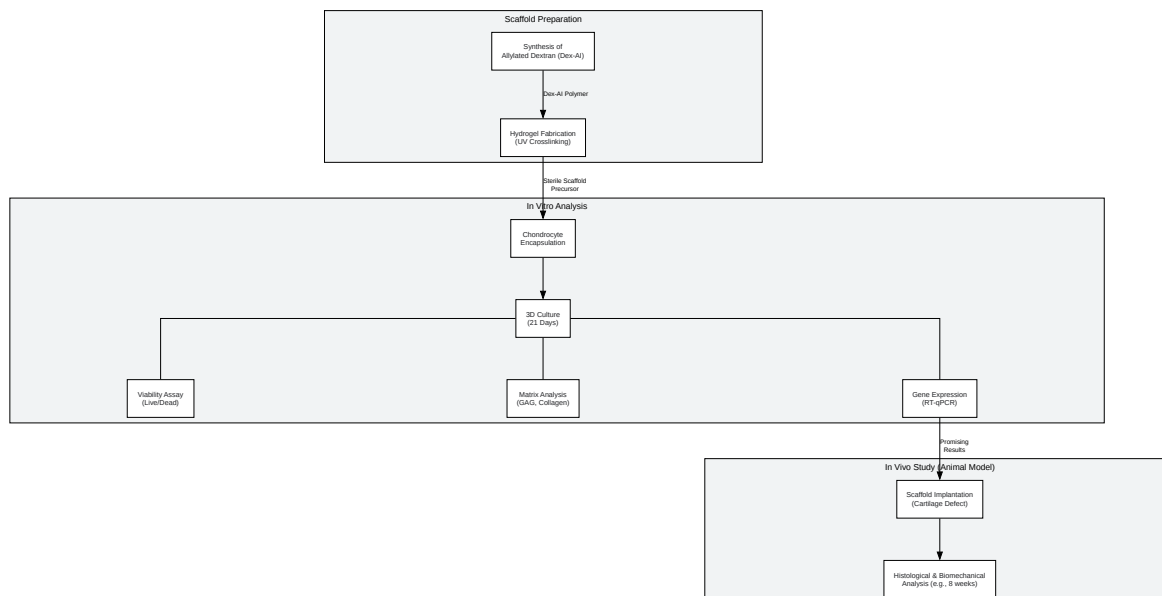 Scaffold Preparation
Synthesis of
Allylated Dextran (Dex-Al)
Dex-Al Polymer
Hydrogel Fabrication
(UV Crosslinking)
Sterile Scaffold
Precursor
In Vitro Analysis
Chondrocyte
Encapsulation
3D Culture
(21 Days)
Viability Assay
(Live/Dead)
Matrix Analysis
(GAG, Collagen)
Gene Expression
(RT-qPCR)
Promising
Results
In Vivo Study (Animal Model)
Scaffold Implantation
(Cartilage Defect)
Histological & Biomechanical
Analysis (e.g., 8 weeks)